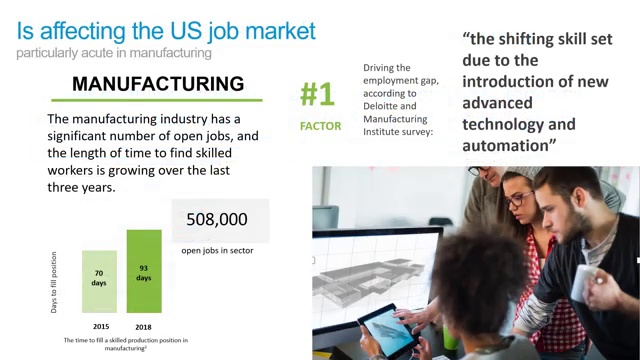 Is affecting the US job market
particularly acute in manufacturing
MANUFACTURING
The manufacturing industry has a
significant number of open jobs, and
the length of time to find skilled
workers is growing over the last
three years.
508,000
open jobs in sector
Days to fill position
70
days
93
days
2015
2018
The time to fill a skilled production position in
manufacturing²
#1
FACTOR
Driving the
employment gap,
according to
Deloitte and
Manufacturing
Institute survey:
“the shifting skill set
due to the
introduction of new
advanced
technology and
automation”